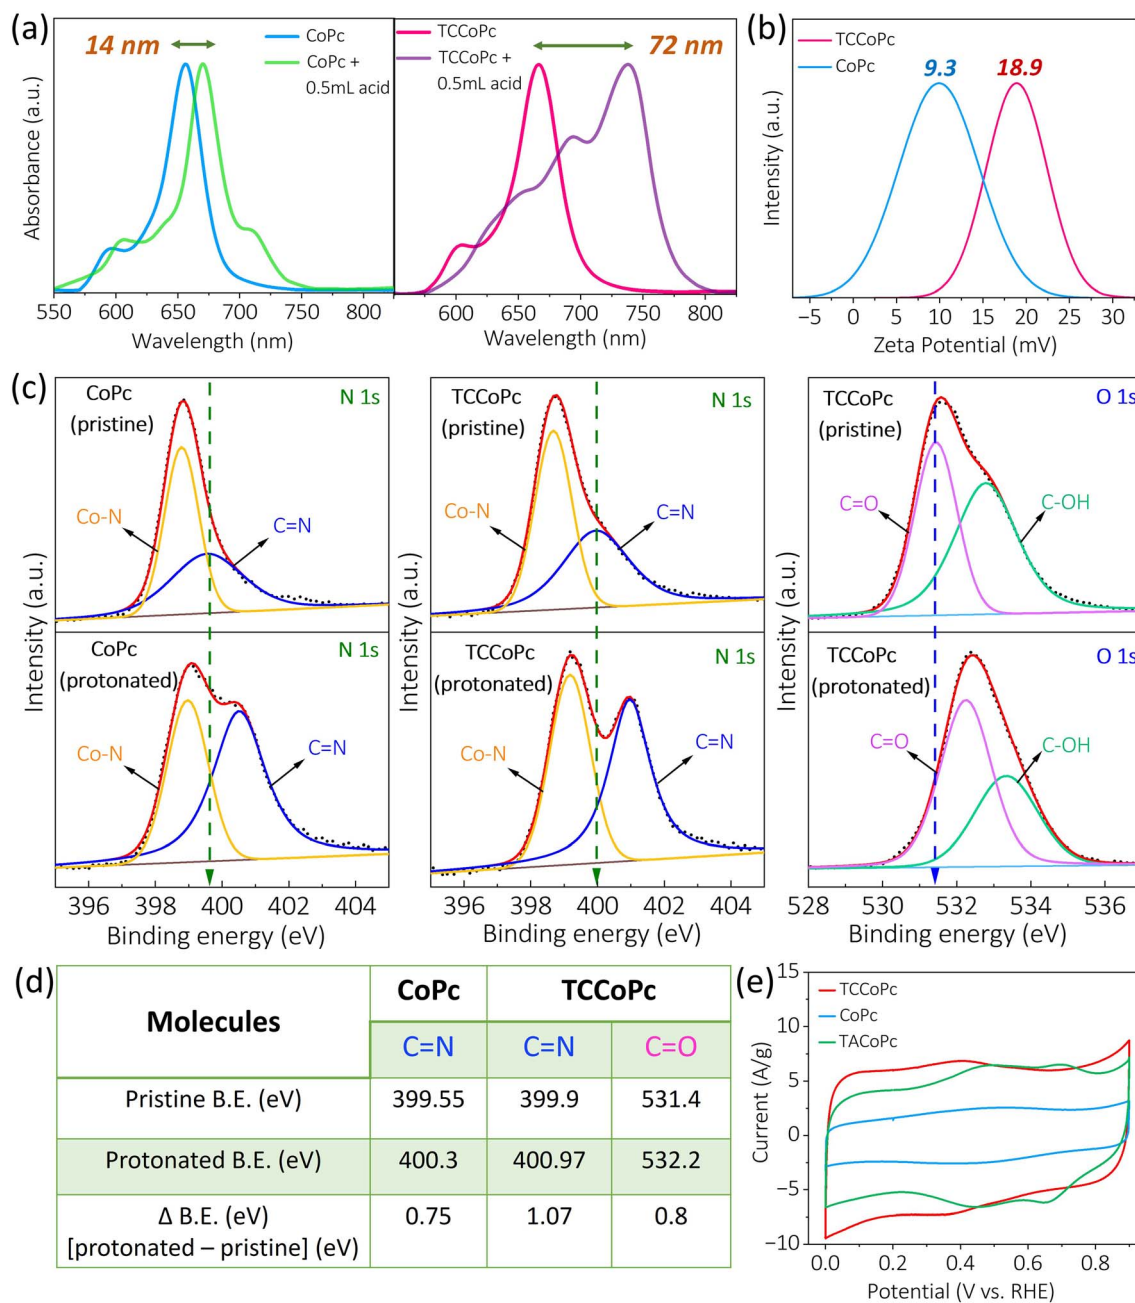 (a)
14 nm
CoPc
CoPc +
0.5mL acid
TCCoPc
TCCoPc +
0.5mL acid
72 nm
Absorbance (a.u.)
550 600 650 700 750 800
Wavelength (nm)
600 650 700 750 800
Wavelength (nm)
(b)
TCCoPc
CoPc
9.3
18.9
Intensity (a.u.)
−5 0 5 10 15 20 25 30
Zeta Potential (mV)
(c)
CoPc
(pristine)
N 1s
Co-N
C=N
Intensity (a.u.)
CoPc
(protonated)
N 1s
Co-N
C=N
396 398 400 402 404
Binding energy (eV)
TCCoPc
(pristine)
N 1s
Co-N
C=N
Intensity (a.u.)
TCCoPc
(protonated)
N 1s
Co-N
C=N
396 398 400 402 404
Binding energy (eV)
TCCoPc
(pristine)
O 1s
C=O
C-OH
Intensity (a.u.)
TCCoPc
(protonated)
O 1s
C=O
C-OH
528 530 532 534 536
Binding energy (eV)
(d)
Molecules CoPc TCCoPc
C=N C=N C=O
Pristine B.E. (eV) 399.55 399.9 531.4
Protonated B.E. (eV) 400.3 400.97 532.2
Δ B.E. (eV) 0.75 1.07 0.8
[protonated – pristine] (eV)
(e)
TCCoPc
CoPc
TACoPc
Current (A/g)
15
10
5
0
−5
−10
0.0 0.2 0.4 0.6 0.8
Potential (V vs. RHE)